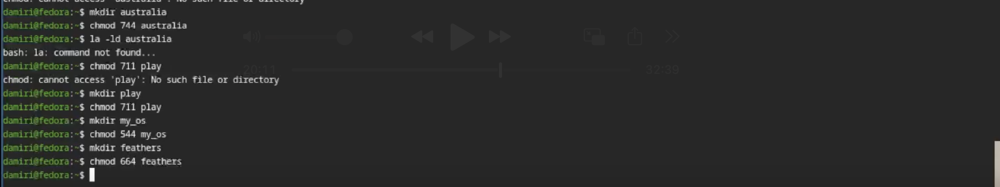 chmod: cannot access 'australia': No such file or directory
damiri@fedora:~$ mkdir australia
damiri@fedora:~$ chmod 744 australia
damiri@fedora:~$ la -ld australia
bash: la: command not found...
damiri@fedora:~$ chmod 711 play
20:11
32:39
chmod: cannot access 'play': No such file or directory
damiri@fedora:~$ mkdir play
damiri@fedora:~$ chmod 711 play
damiri@fedora:~$ mkdir my_os
damiri@fedora:~$ chmod 544 my_os
damiri@fedora:~$ mkdir feathers
damiri@fedora:~$ chmod 664 feathers
damiri@fedora:~$